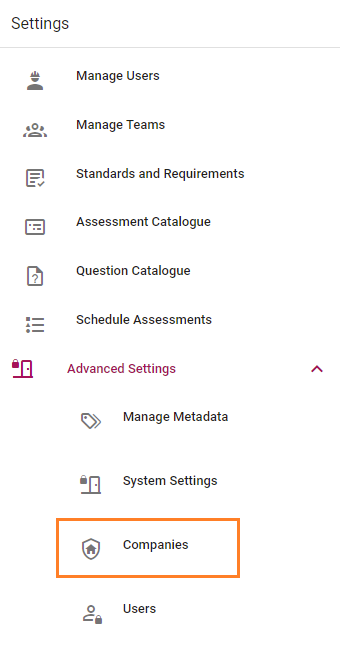 Settings
Manage Users
Manage Teams
Standards and Requirements
Assessment Catalogue
Question Catalogue
Schedule Assessments
Advanced Settings
Manage Metadata
System Settings
Companies
Users